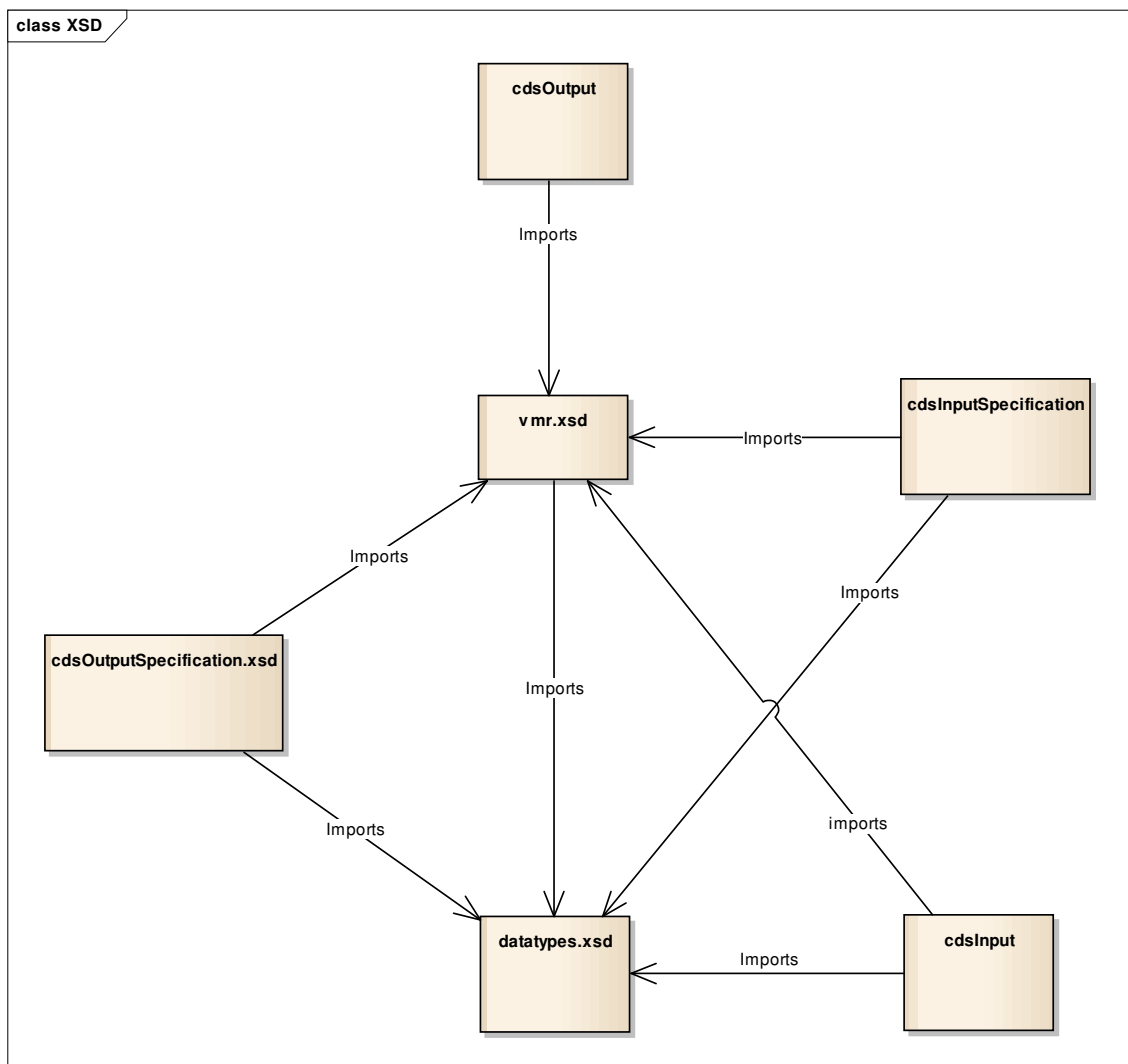 class XSD
cdsOutput
Imports
vmr.xsd
cdsInputSpecification
Imports
Imports
Imports
cdsOutputSpecification.xsd
Imports
Imports
imports
datatypes.xsd
cdsInput
Imports